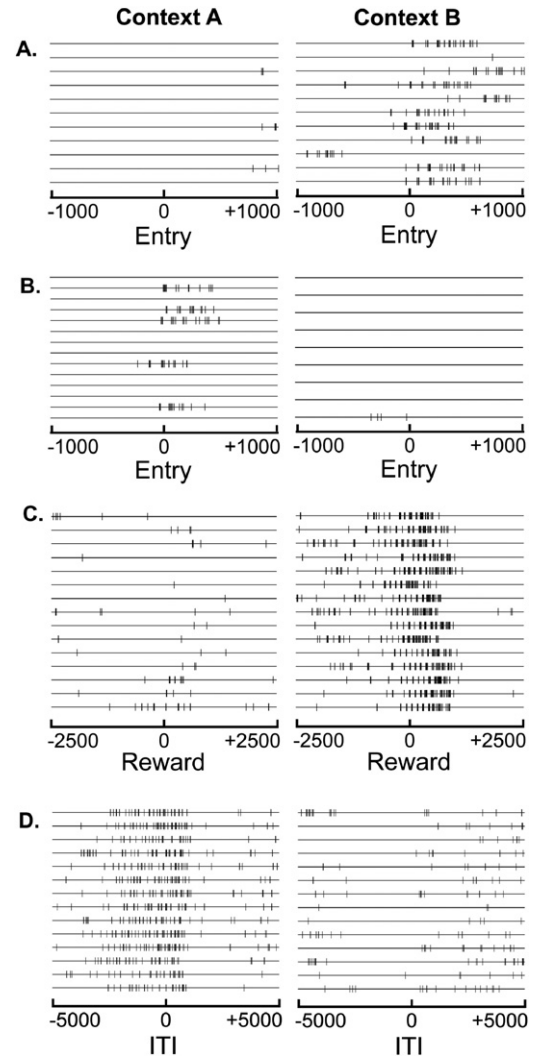 Context A Context B
A.
-1000 0 +1000 -1000 0 +1000
Entry Entry
B.
-1000 0 +1000 -1000 0 +1000
Entry Entry
C.
-2500 0 +2500 -2500 0 +2500
Reward Reward
D.
-5000 0 +5000 -5000 0 +5000
ITI ITI